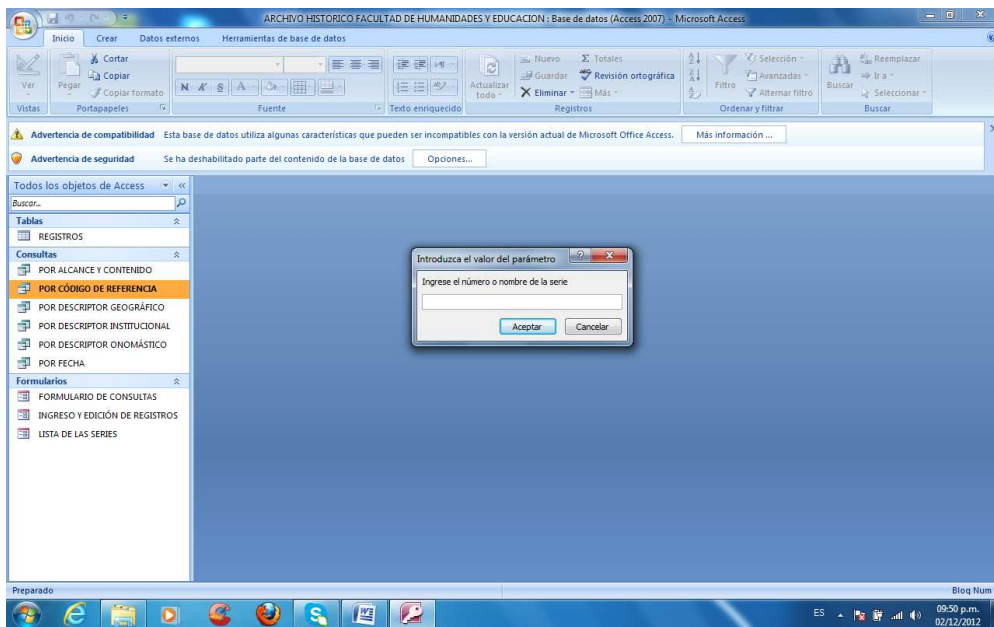 ARCHIVO HISTORICO FACULTAD DE HUMANIDADES Y EDUCACION : Base de datos (Access 2007) - Microsoft Access
Inicio Crear Datos externos Herramientas de base de datos
Ver
Vistas
Pegar
Cortar
Copiar
Copiar formato
Portapapeles
N K S A
Fuente
Texto enriquecido
Actualizar todo
Nuevo
Guardar
Eliminar
Totales
Revisión ortográfica
Más
Registros
Filtro
Selección
Avanzadas
Alternar filtro
Ordenar y filtrar
Buscar
Reemplazar
Ir a
Seleccionar
Buscar
Advertencia de compatibilidad Esta base de datos utiliza algunas características que pueden ser incompatibles con la versión actual de Microsoft Office Access. Más información ...
Advertencia de seguridad Se ha deshabilitado parte del contenido de la base de datos Opciones...
Todos los objetos de Access
Buscar...
Tablas
REGISTROS
Consultas
POR ALCANCE Y CONTENIDO
POR CÓDIGO DE REFERENCIA
POR DESCRIPTOR GEOGRÁFICO
POR DESCRIPTOR INSTITUCIONAL
POR DESCRIPTOR ONOMÁSTICO
POR FECHA
Formularios
FORMULARIO DE CONSULTAS
INGRESO Y EDICIÓN DE REGISTROS
LISTA DE LAS SERIES
Introduzca el valor del parámetro
Ingrese el número o nombre de la serie
Aceptar Cancelar
Preparado Bloq Num
ES 09:50 p.m.
02/12/2012